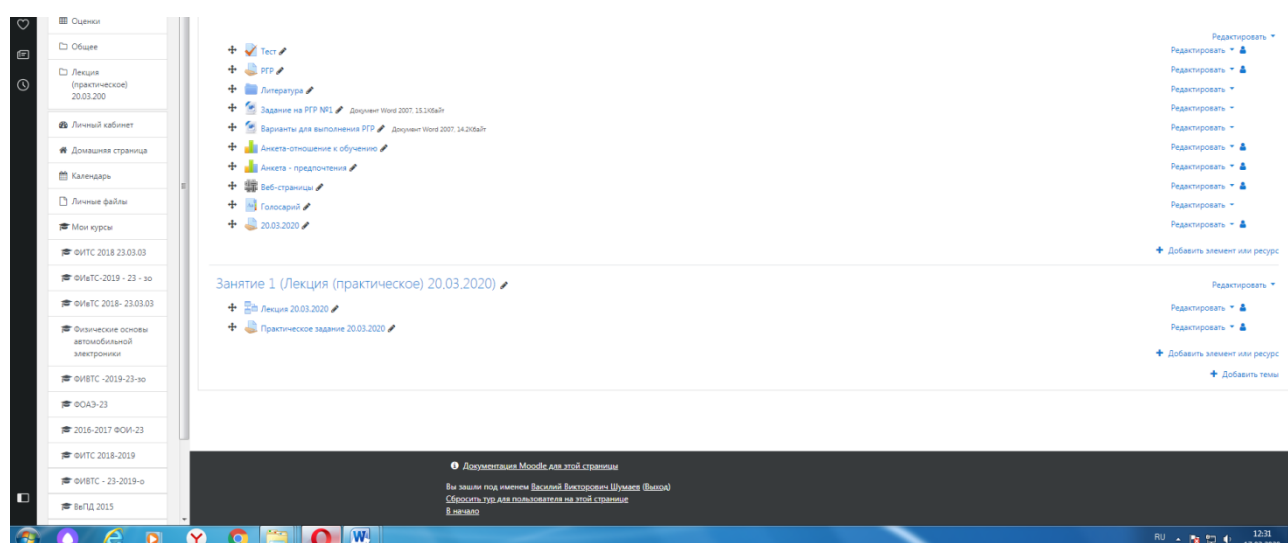 Оценки
Общее
Лекция
(практическое)
20.03.200
Личный кабинет
Домашняя страница
Календарь
Личные файлы
Мои курсы
ФИТС 2018 23.03.03
ФИвТС-2019 - 23 - зо
ФИвТС 2018- 23.03.03
Физические основы
автомобильной
электроники
ФИВТС -2019-23-зо
ФОАЭ-23
2016-2017 ФОИ-23
ФИТС 2018-2019
ФИВТС - 23-2019-о
ВвПД 2015
Редактировать
Тест Редактировать
РГР Редактировать
Литература Редактировать
Задание на РГР №1 Документ Word 2007, 15.1Кбайт Редактировать
Варианты для выполнения РГР Документ Word 2007, 14.2Кбайт Редактировать
Анкета-отношение к обучению Редактировать
Анкета - предпочтения Редактировать
Веб-страницы Редактировать
Голосарий Редактировать
20.03.2020 Редактировать
Добавить элемент или ресурс
Занятие 1 (Лекция (практическое) 20.03.2020) Редактировать
Лекция 20.03.2020 Редактировать
Практическое задание 20.03.2020 Редактировать
Добавить элемент или ресурс
Добавить темы
Документация Moodle для этой страницы
Вы зашли под именем Василий Викторович Шумаев (Выход)
Сбросить тур для пользователя на этой странице
В начало
RU 12:31